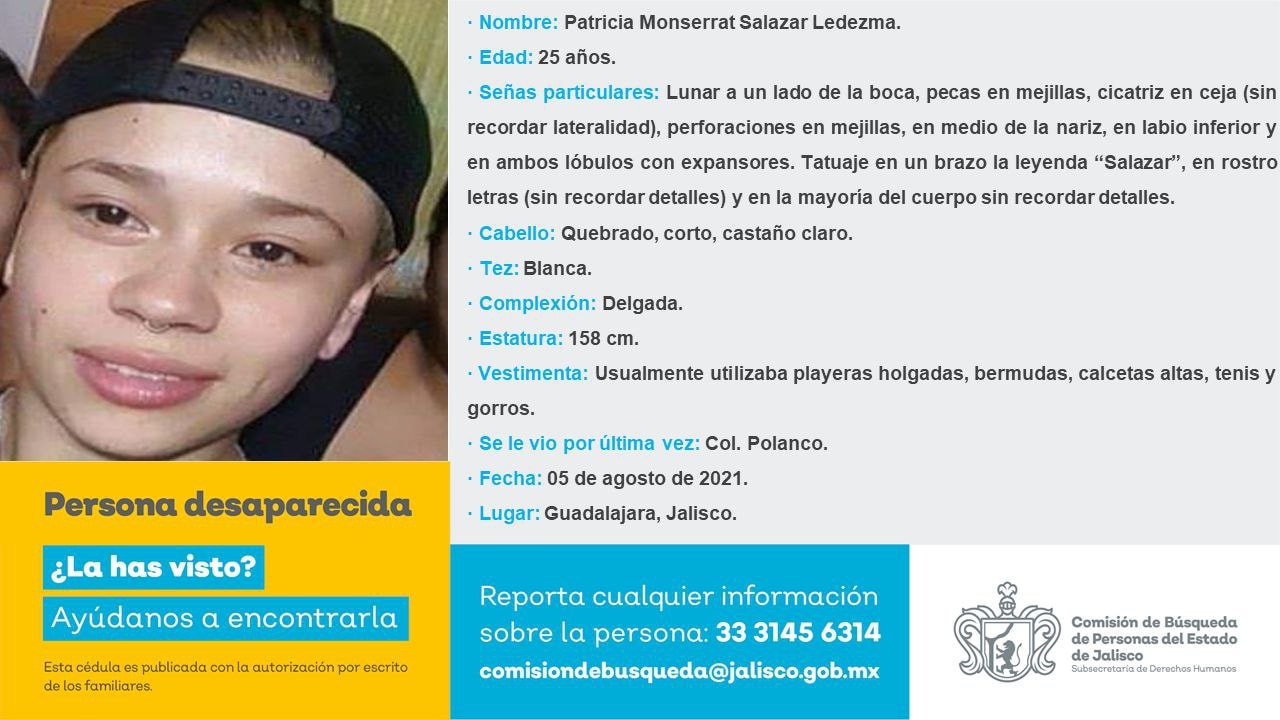 · Nombre: Patricia Monserrat Salazar Ledezma.
· Edad: 25 años.
· Señas particulares: Lunar a un lado de la boca, pecas en mejillas, cicatriz en ceja (sin
recordar lateralidad), perforaciones en mejillas, en medio de la nariz, en labio inferior y
en ambos lóbulos con expansores. Tatuaje en un brazo la leyenda “Salazar”, en rostro
letras (sin recordar detalles) y en la mayoría del cuerpo sin recordar detalles.
· Cabello: Quebrado, corto, castaño claro.
· Tez: Blanca.
· Complexión: Delgada.
· Estatura: 158 cm.
· Vestimenta: Usualmente utilizaba playeras holgadas, bermudas, calcetas altas, tenis y
gorros.
· Se le vio por última vez: Col. Polanco.
· Fecha: 05 de agosto de 2021.
· Lugar: Guadalajara, Jalisco.
Persona desaparecida
¿La has visto?
Ayúdanos a encontrarla
Esta cédula es publicada con la autorización por escrito
de los familiares.
Reporta cualquier información
sobre la persona: 33 3145 6314
comisiondebusqueda@jalisco.gob.mx
Comisión de Búsqueda
de Personas del Estado
de Jalisco
Subsecretaría de Derechos Humanos